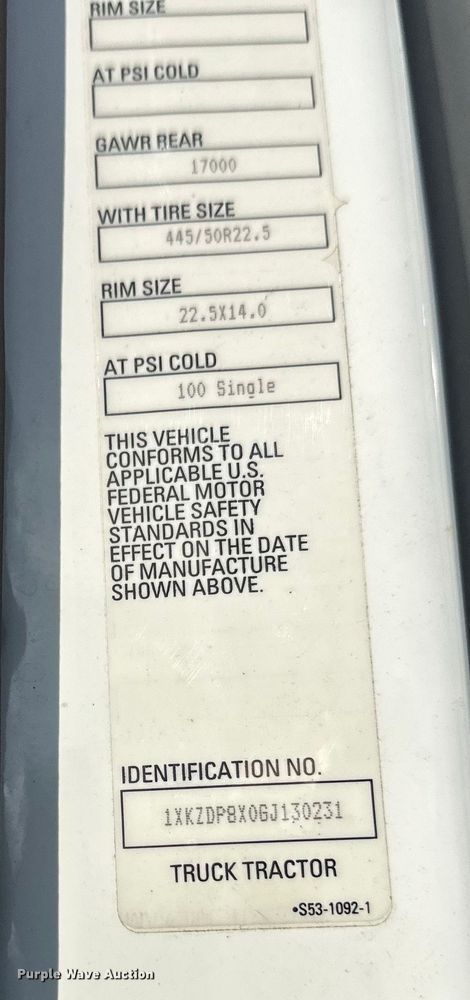 RIM SIZE
AT PSI COLD
GAWR REAR
17000
WITH TIRE SIZE
445/50R22.5
RIM SIZE
22.5X14.0
AT PSI COLD
100 Single
THIS VEHICLE
CONFORMS TO ALL
APPLICABLE U.S.
FEDERAL MOTOR
VEHICLE SAFETY
STANDARDS IN
EFFECT ON THE DATE
OF MANUFACTURE
SHOWN ABOVE.
IDENTIFICATION NO.
1XKZDP8X0GJ130231
TRUCK TRACTOR
•S53-1092-1
Purple Wave Auction